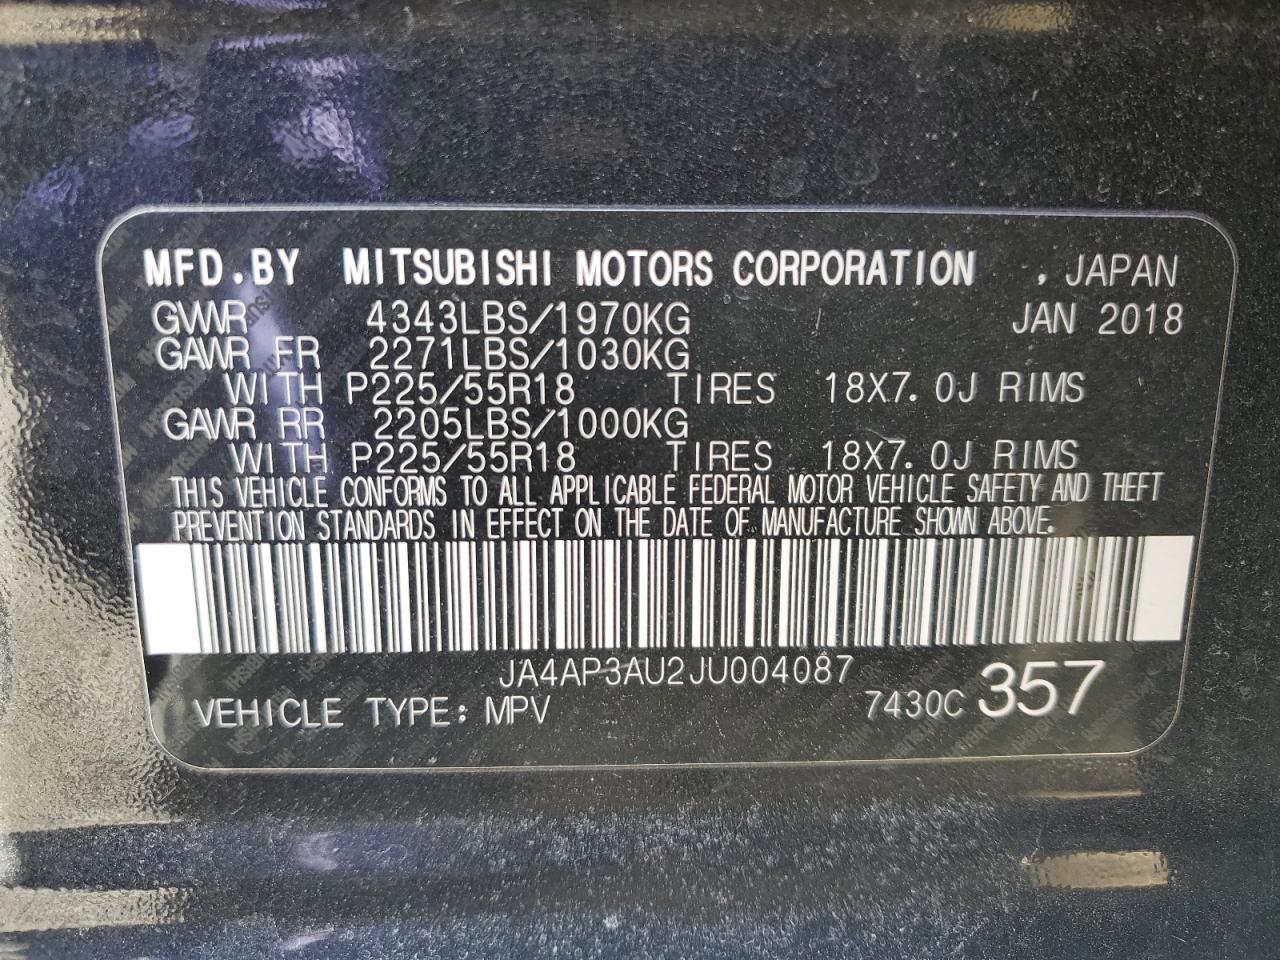 MFD.BY MITSUBISHI MOTORS CORPORATION , JAPAN
GVWR 4343LBS/1970KG JAN 2018
GAWR FR 2271LBS/1030KG
WITH P225/55R18 TIRES 18X7.0J RIMS
GAWR RR 2205LBS/1000KG
WITH P225/55R18 TIRES 18X7.0J RIMS
THIS VEHICLE CONFORMS TO ALL APPLICABLE FEDERAL MOTOR VEHICLE SAFETY AND THEFT
PREVENTION STANDARDS IN EFFECT ON THE DATE OF MANUFACTURE SHOWN ABOVE.
JA4AP3AU2JU004087
VEHICLE TYPE: MPV 7430C 357